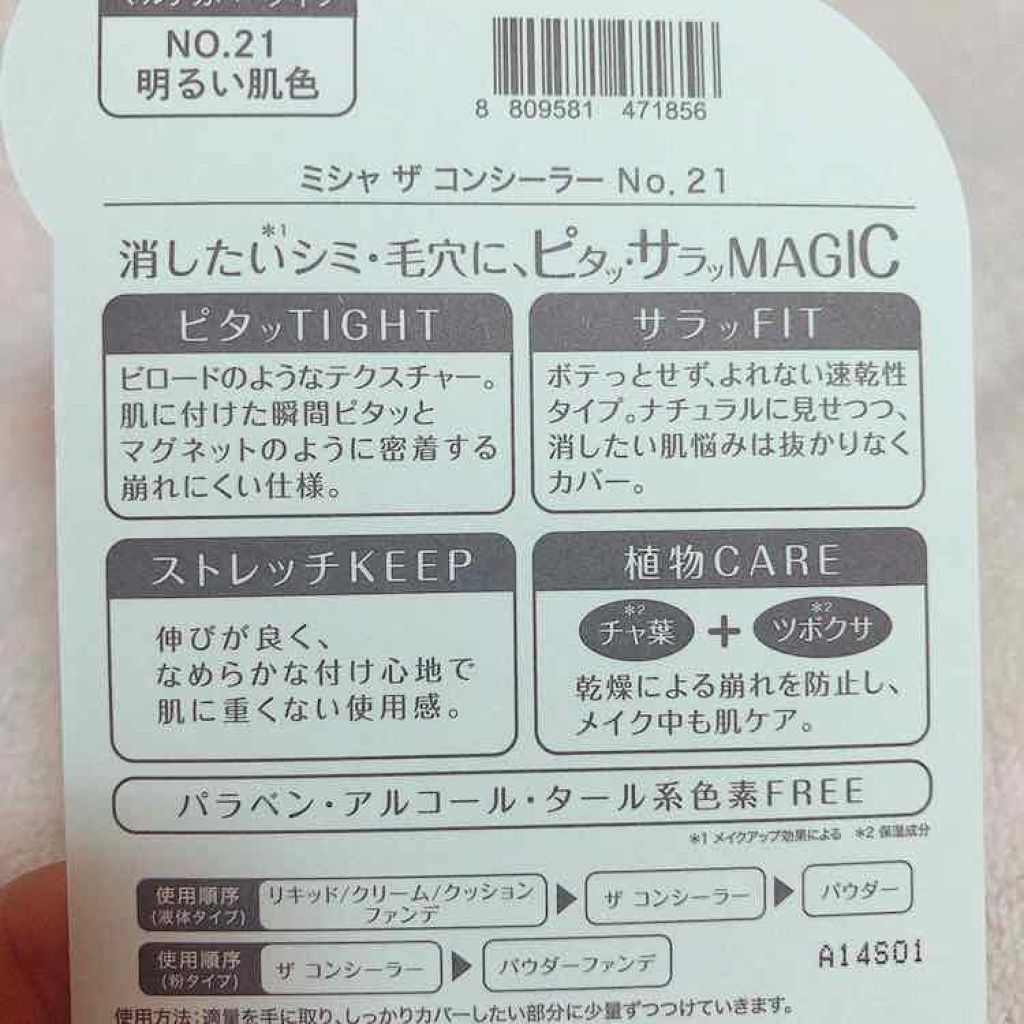 マルチカバータイプ
NO.21
明るい肌色
8 809581 471856
ミシャ ザ コンシーラー No. 21
消したい*1シミ・毛穴に、ピタッ・サラッMAGIC
ピタッTIGHT
ビロードのようなテクスチャー。
肌に付けた瞬間ピタッと
マグネットのように密着する
崩れにくい仕様。
サラッFIT
ボテっとせず、よれない速乾性
タイプ。ナチュラルに見せつつ、
消したい肌悩みは抜かりなく
カバー。
ストレッチKEEP
伸びが良く、
なめらかな付け心地で
肌に重くない使用感。
植物CARE
*2 *2
チャ葉 + ツボクサ
乾燥による崩れを防止し、
メイク中も肌ケア。
パラベン・アルコール・タール系色素FREE
*1 メイクアップ効果による *2 保湿成分
使用順序 (液体タイプ) リキッド/クリーム/クッション ファンデ ▶ ザ コンシーラー ▶ パウダー
使用順序 (粉タイプ) ザ コンシーラー ▶ パウダーファンデ
A14S01
使用方法:適量を手に取り、しっかりカバーしたい部分に少量ずつつけていきます。